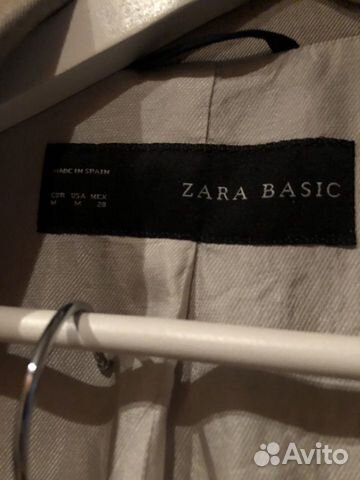 MADE IN SPAIN
EUR USA MEX
M M 28
ZARA BASIC
Avito